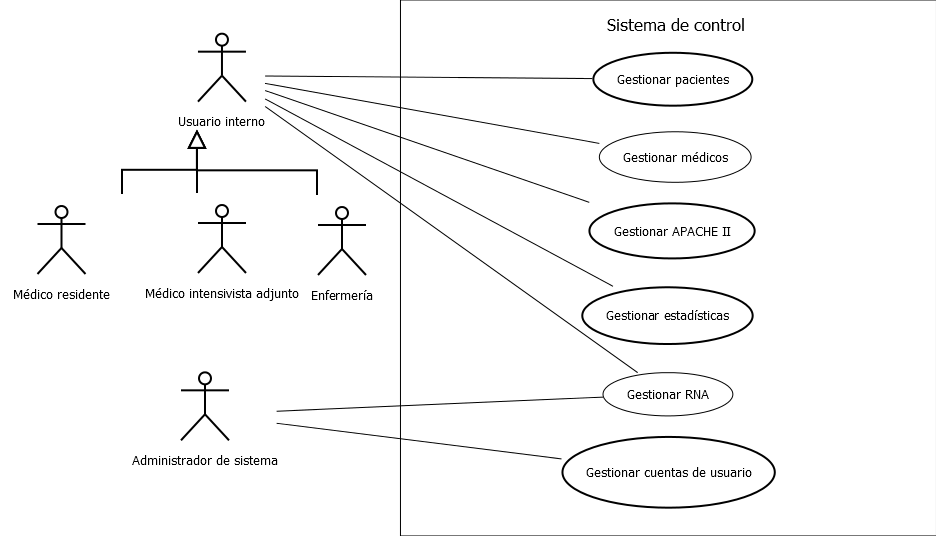 Sistema de control
Usuario interno
Gestionar pacientes
Gestionar médicos
Gestionar APACHE II
Médico residente
Médico intensivista adjunto
Enfermería
Gestionar estadísticas
Gestionar RNA
Administrador de sistema
Gestionar cuentas de usuario